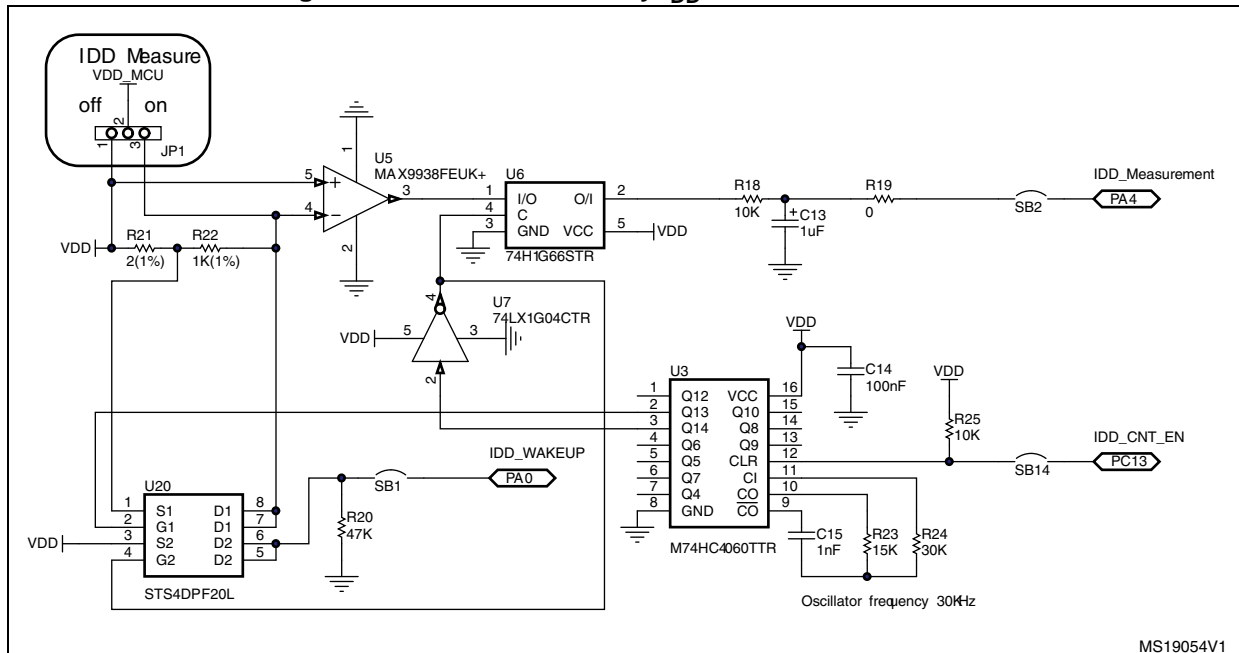 IDD Measure
VDD_MCU
off on
1 2 3
JP1
U5
MAX9938FEUK+
5 + 1 3
4 - 2
U6
1 I/O O/I 2
4 C
3 GND VCC 5 VDD
74H1G66STR
R18
10K
C13
+ 1uF
R19
0
SB2
IDD_Measurement
PA4
VDD
R21
2(1%)
R22
1K(1%)
U7
74LX1G04CTR
4
VDD 5 3
2
U3
1 Q12 VCC 16
2 Q13 Q10 15
3 Q14 Q8 14
4 Q6 Q9 13
5 Q5 CLR 12
6 Q7 CI 11
7 Q4 CO 10
8 GND CO 9
M74HC4060TTR
VDD
C14
100nF
VDD
R25
10K
IDD_CNT_EN
SB14
PC13
C15
1nF
R23
15K
R24
30K
Oscillator frequency 30KHz
IDD_WAKEUP
PA0
SB1
R20
47K
U20
1 S1 D1 8
2 G1 D1 7
VDD 3 S2 D2 6
4 G2 D2 5
STS4DPF20L
MS19054V1